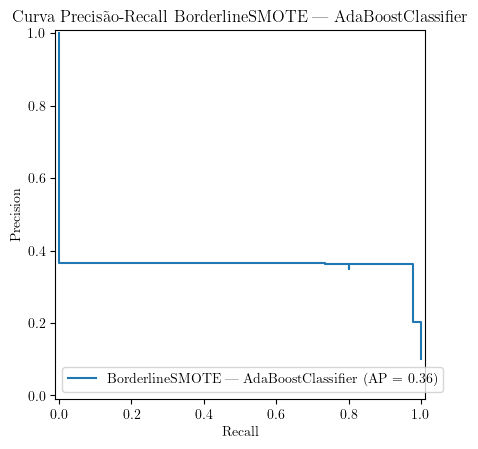 Curva Precisão-Recall BorderlineSMOTE — AdaBoostClassifier
1.0
0.8
0.6
0.4
0.2
0.0
Precision
BorderlineSMOTE — AdaBoostClassifier (AP = 0.36)
0.0 0.2 0.4 0.6 0.8 1.0
Recall